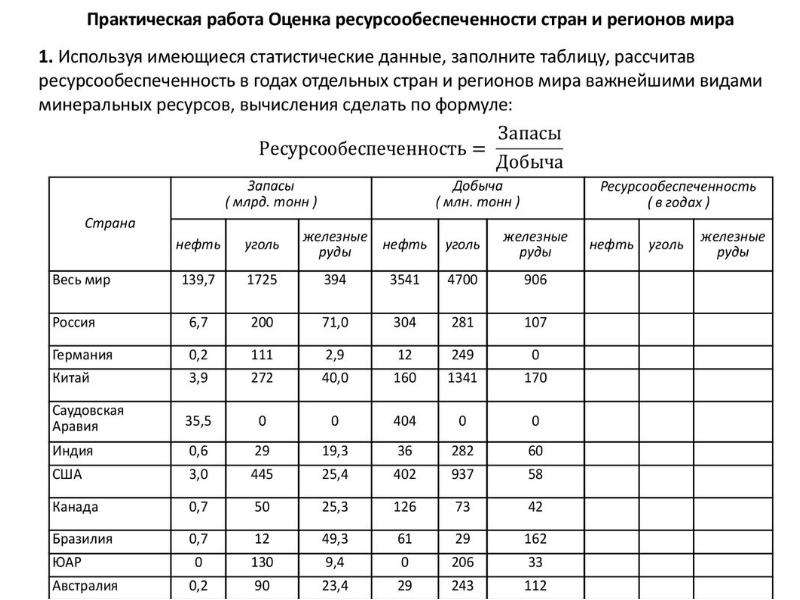 Практическая работа Оценка ресурсообеспеченности стран и регионов мира
1. Используя имеющиеся статистические данные, заполните таблицу, рассчитав
ресурсообеспеченность в годах отдельных стран и регионов мира важнейшими видами
минеральных ресурсов, вычисления сделать по формуле:
Ресурсообеспеченность = Запасы
Добыча
Страна
Запасы
( млрд. тонн )
Добыча
( млн. тонн )
Ресурсообеспеченность
( в годах )
нефть уголь железные руды нефть уголь железные руды нефть уголь железные руды
Весь мир 139,7 1725 394 3541 4700 906
Россия 6,7 200 71,0 304 281 107
Германия 0,2 111 2,9 12 249 0
Китай 3,9 272 40,0 160 1341 170
Саудовская Аравия 35,5 0 0 404 0 0
Индия 0,6 29 19,3 36 282 60
США 3,0 445 25,4 402 937 58
Канада 0,7 50 25,3 126 73 42
Бразилия 0,7 12 49,3 61 29 162
ЮАР 0 130 9,4 0 206 33
Австралия 0,2 90 23,4 29 243 112